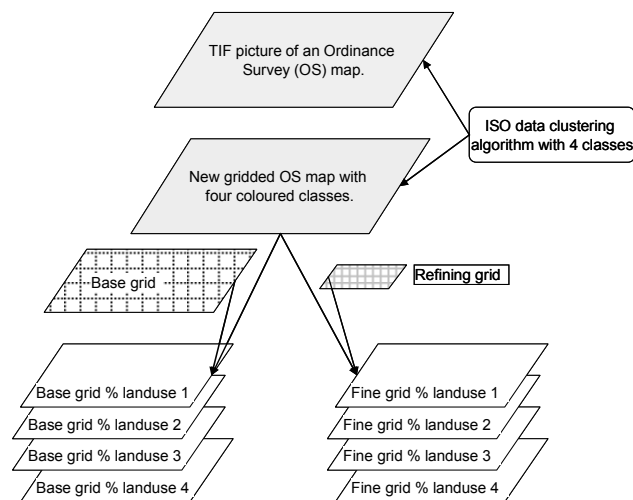 TIF picture of an Ordinance
Survey (OS) map.
ISO data clustering
algorithm with 4 classes
New gridded OS map with
four coloured classes.
Base grid
Refining grid
Base grid % landuse 1
Base grid % landuse 2
Base grid % landuse 3
Base grid % landuse 4
Fine grid % landuse 1
Fine grid % landuse 2
Fine grid % landuse 3
Fine grid % landuse 4